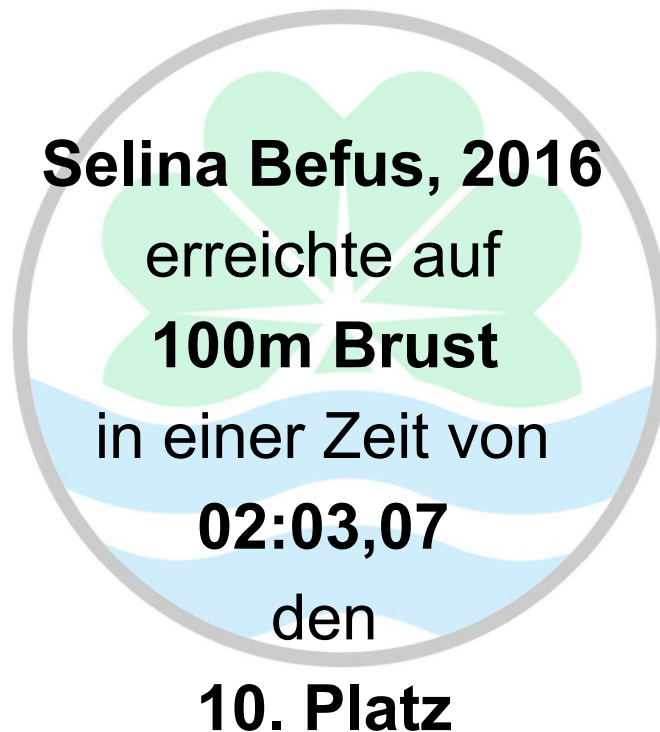 Selina Befus, 2016
erreichte auf
100m Brust
in einer Zeit von
02:03,07
den
10. Platz